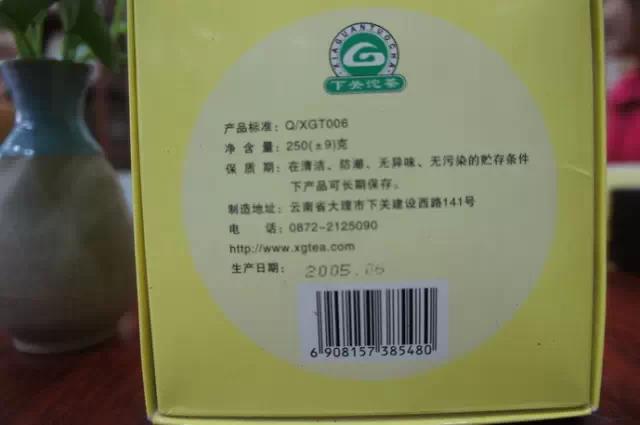 XIAGUANTUOCHA
下关沱茶
产品标准: Q/XGT006
净 含 量: 250(±9)克
保 质 期: 在清洁、防潮、无异味、无污染的贮存条件
下产品可长期保存。
制造地址: 云南省大理市下关建设西路141号
电 话: 0872-2125090
http://www.xgtea.com
生产日期: 2005.06
6 908157 385480